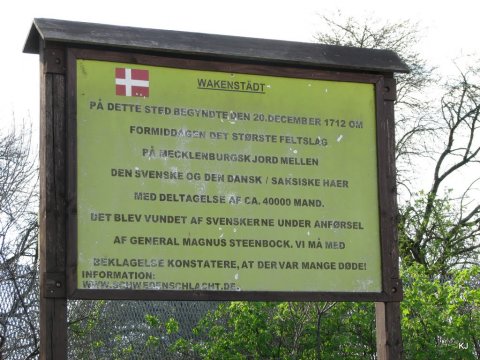 WAKENSTÄDT
PÅ DETTE STED BEGYNDTE DEN 20.DECEMBER 1712 OM
FORMIDDAGEN DET STØRSTE FELTSLAG
PÅ MECKLENBURGSKJORD MELLEN
DEN SVENSKE OG DEN DANSK / SAKSISKE HAER
MED DELTAGELSE AF CA. 40000 MAND.
DET BLEV VUNDET AF SVENSKERNE UNDER ANFØRSEL
AF GENERAL MAGNUS STEENBOCK. VI MÅ MED
BEKLAGELSE KONSTATERE, AT DER VAR MANGE DØDE!
INFORMATION:
WWW.SCHWEDENSCHLACHT.DE.
KJ